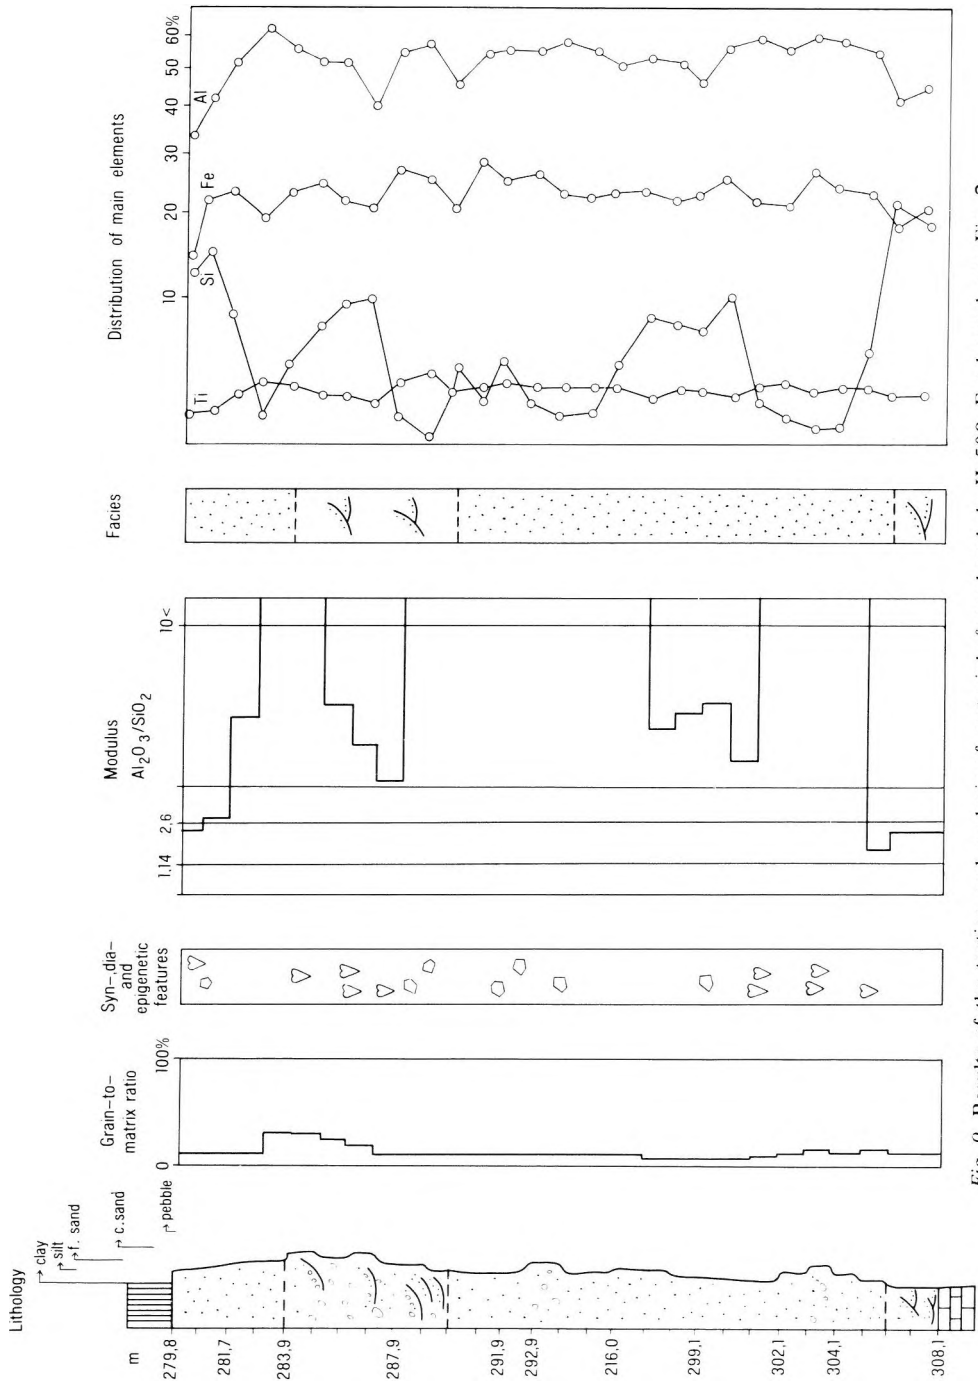 Lithology
clay
silt
f. sand
c.sand
pebble
m
279.8
281,7
283,9
287,9
291,9
292,9
216.0
299,1
302,1
304,1
308,1
Grain-to-
matrix ratio
100%
0
Syn-,dia-
and
epigenetic
features
Modulus
Al2O3/SiO2
10 <
2,6
1,14
Facies
Distribution of main elements
60%
50
40
30
20
10
Al
Fe
Si
Ti